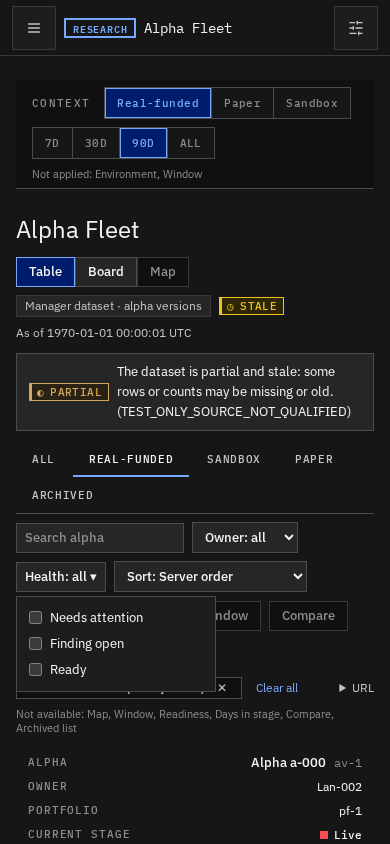 RESEARCH Alpha Fleet
CONTEXT Real-funded Paper Sandbox
7D 30D 90D ALL
Not applied: Environment, Window
Alpha Fleet
Table Board Map
Manager dataset · alpha versions ◷ STALE
As of 1970-01-01 00:00:01 UTC
◐ PARTIAL
The dataset is partial and stale: some
rows or counts may be missing or old.
(TEST_ONLY_SOURCE_NOT_QUALIFIED)
ALL REAL-FUNDED SANDBOX PAPER
ARCHIVED
Search alpha Owner: all
Health: all ▾ Sort: Server order
Needs attention
Finding open
Ready
Compare
✕ Clear all ▶ URL
Not available: Map, Window, Readiness, Days in stage, Compare,
Archived list
ALPHA Alpha a-000 av-1
OWNER Lan-002
PORTFOLIO pf-1
CURRENT STAGE Live